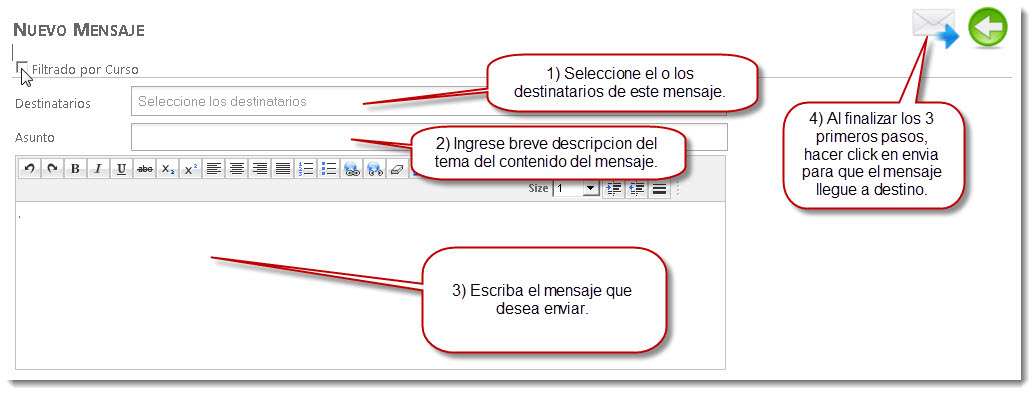 NUEVO MENSAJE
Filtrado por Curso
Destinatarios
Seleccione los destinatarios
1) Seleccione el o los
destinatarios de este mensaje.
Asunto
2) Ingrese breve descripcion del
tema del contenido del mensaje.
4) Al finalizar los 3
primeros pasos,
hacer click en envia
para que el mensaje
llegue a destino.
B I U abc X₂ X²
Size 1
3) Escriba el mensaje que
desea enviar.